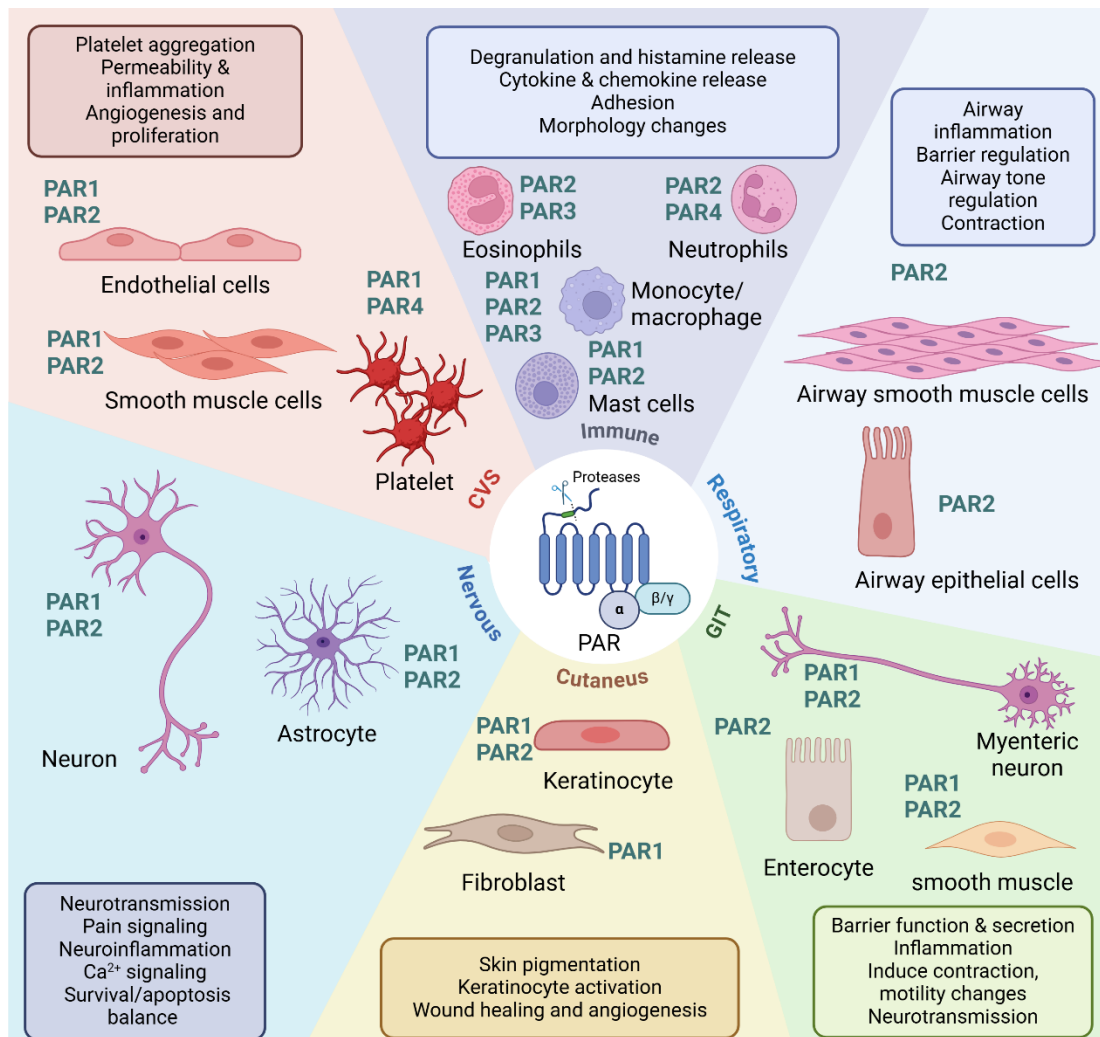 Platelet aggregation
Permeability &
inflammation
Angiogenesis and
proliferation
PAR1
PAR2
Endothelial cells
PAR1
PAR2
Smooth muscle cells
PAR1
PAR4
Platelet
CVS
Degranulation and histamine release
Cytokine & chemokine release
Adhesion
Morphology changes
PAR2
PAR3
Eosinophils
PAR2
PAR4
Neutrophils
PAR1
PAR2
PAR3
Monocyte/
macrophage
PAR1
PAR2
Mast cells
Immune
Airway
inflammation
Barrier regulation
Airway tone
regulation
Contraction
PAR2
Airway smooth muscle cells
PAR2
Airway epithelial cells
Respiratory
Proteases
α
β/γ
PAR
Nervous
PAR1
PAR2
Neuron
PAR1
PAR2
Astrocyte
Neurotransmission
Pain signaling
Neuroinflammation
Ca²⁺ signaling
Survival/apoptosis
balance
Cutaneus
PAR1
PAR2
Keratinocyte
PAR1
Fibroblast
Skin pigmentation
Keratinocyte activation
Wound healing and angiogenesis
GIT
PAR1
PAR2
Myenteric
neuron
PAR2
Enterocyte
PAR1
PAR2
smooth muscle
Barrier function & secretion
Inflammation
Induce contraction,
motility changes
Neurotransmission